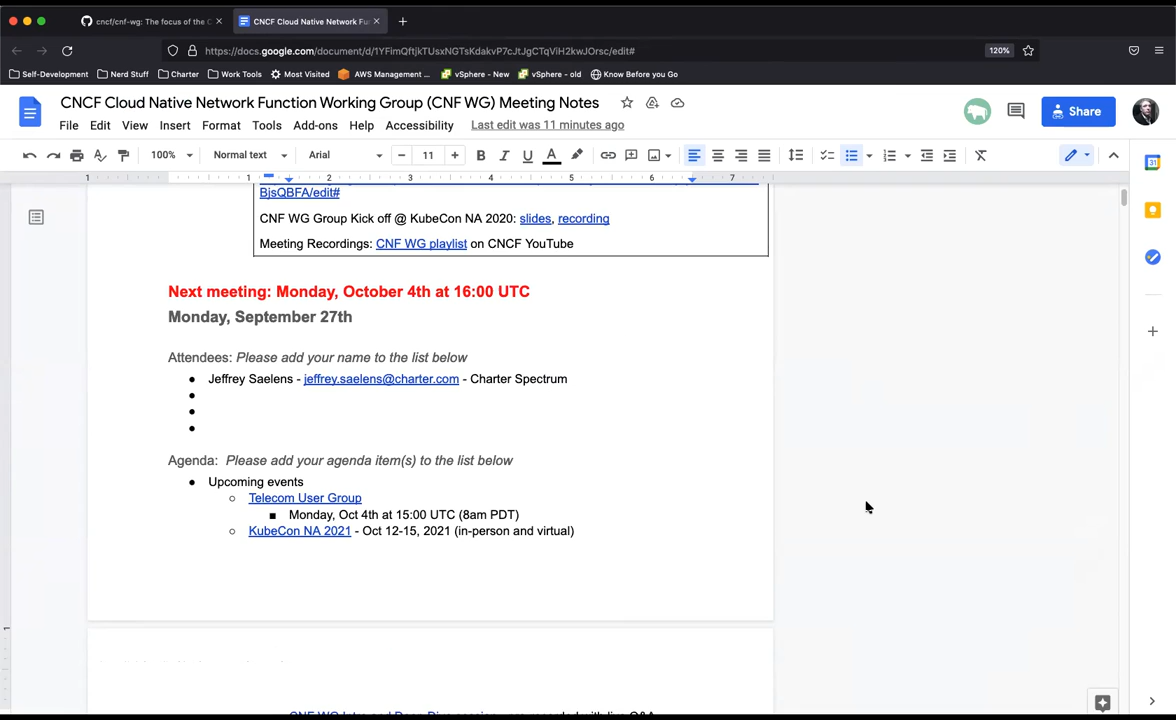 cncf/cnf-wg: The focus of the C
CNCF Cloud Native Network Fu
https://docs.google.com/document/d/1YFimQftjkTUsxNGTsKdakvP7cJtJgCTqViH2kwJOrsc/edit#
120%
Self-Development
Nerd Stuff
Charter
Work Tools
Most Visited
AWS Management ...
vSphere - New
vSphere - old
Know Before you Go
CNCF Cloud Native Network Function Working Group (CNF WG) Meeting Notes
Share
File Edit View Insert Format Tools Add-ons Help Accessibility Last edit was 11 minutes ago
100% Normal text Arial 11 B I U A
1 1 2 3 4 5 6 7
BjsQBFA/edit#
CNF WG Group Kick off @ KubeCon NA 2020: slides, recording
Meeting Recordings: CNF WG playlist on CNCF YouTube
Next meeting: Monday, October 4th at 16:00 UTC
Monday, September 27th
Attendees: Please add your name to the list below
● Jeffrey Saelens - jeffrey.saelens@charter.com - Charter Spectrum
●
●
●
Agenda: Please add your agenda item(s) to the list below
● Upcoming events
○ Telecom User Group
■ Monday, Oct 4th at 15:00 UTC (8am PDT)
○ KubeCon NA 2021 - Oct 12-15, 2021 (in-person and virtual)